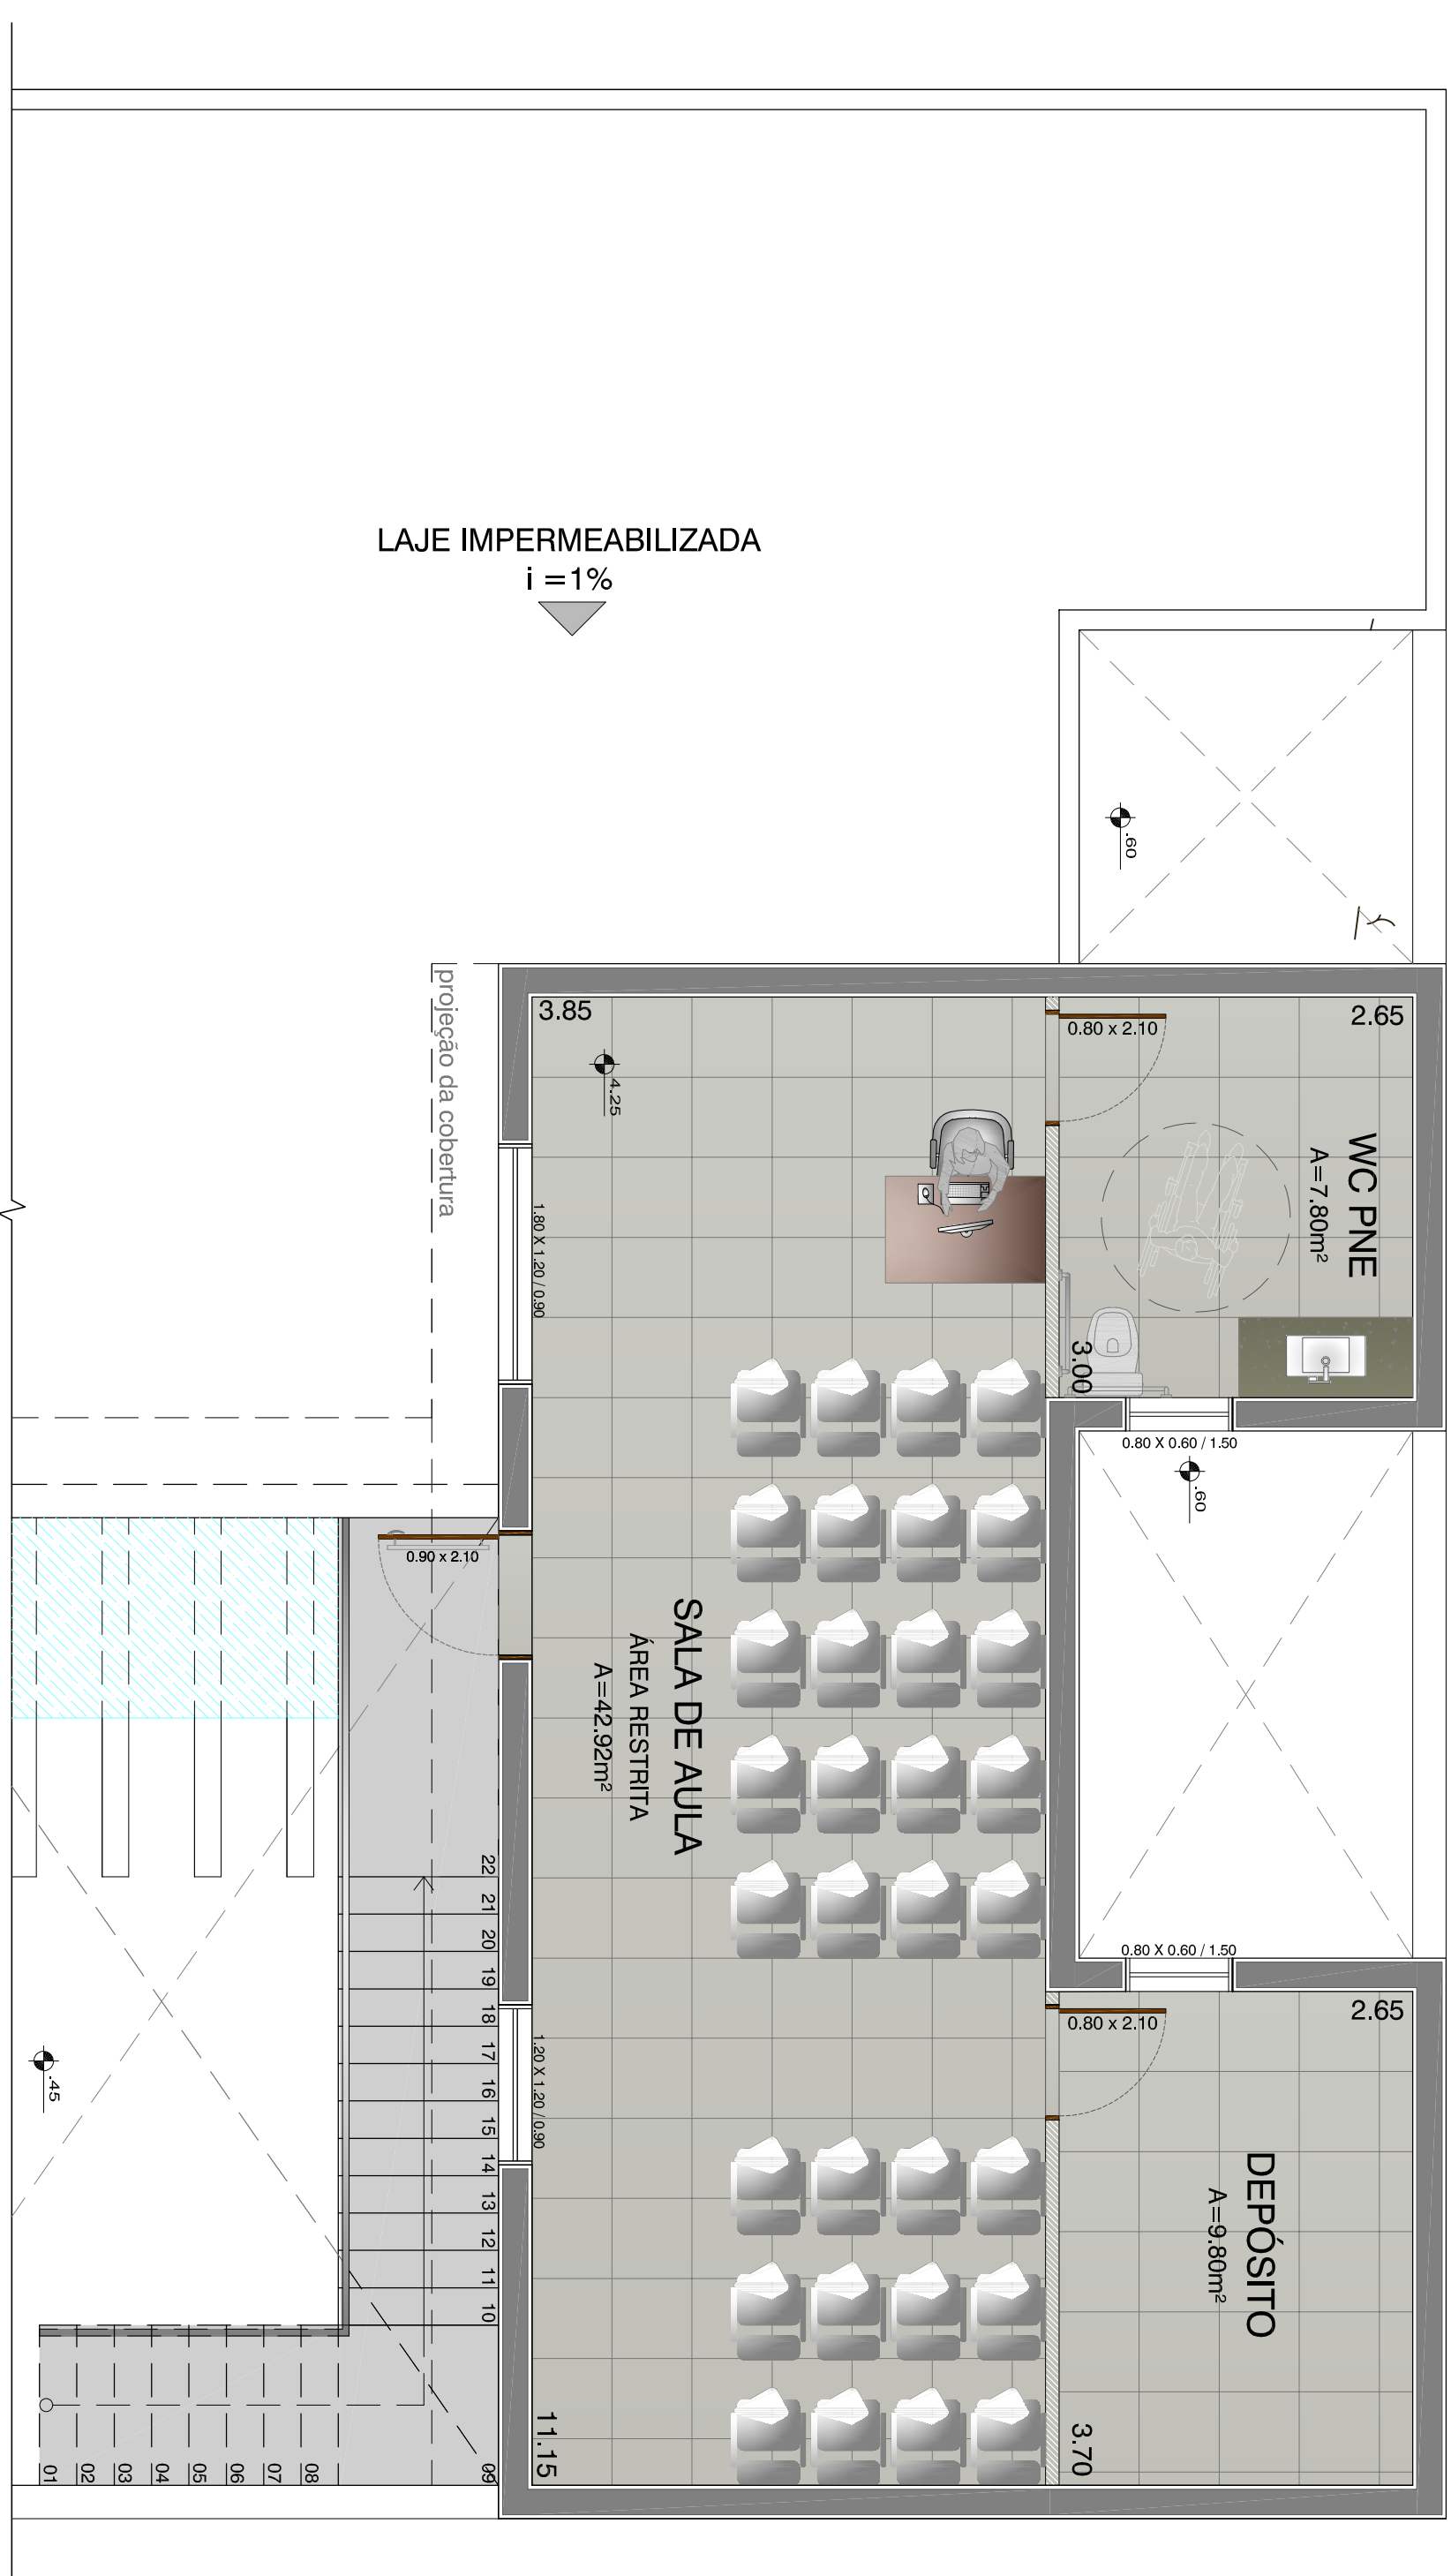 LAJE IMPERMEABILIZADA
i =1%
.60
projeção da cobertura
3.85
4.25
0.80 x 2.10
2.65
WC PNE
A=7.80m²
1.80 X 1.20 / 0.90
3.00
0.80 X 0.60 / 1.50
.60
0.90 x 2.10
SALA DE AULA
ÁREA RESTRITA
A=42.92m²
0.80 X 0.60 / 1.50
2.65
0.80 x 2.10
1.20 X 1.20 / 0.90
DEPÓSITO
A=9.80m²
3.70
11.15
.45
22
21
20
19
18
17
16
15
14
13
12
11
10
09
08
07
06
05
04
03
02
01